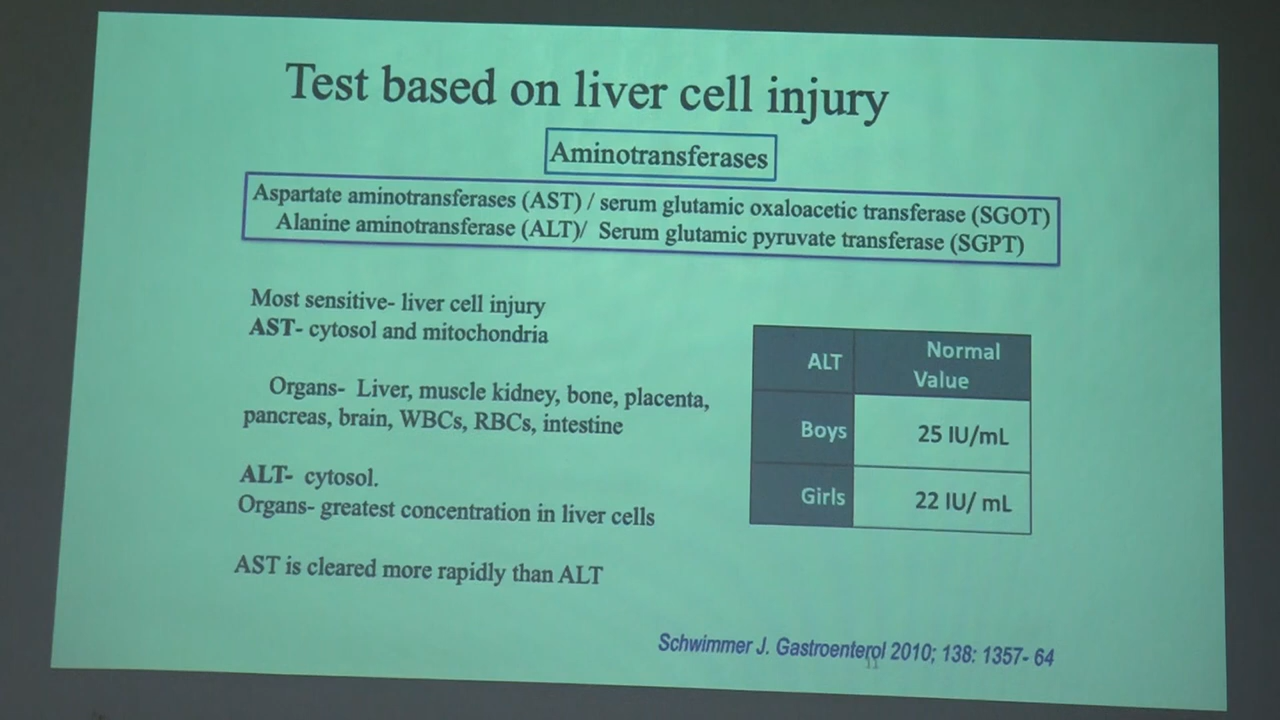 Test based on liver cell injury
Aminotransferases
Aspartate aminotransferases (AST) / serum glutamic oxaloacetic transferase (SGOT)
Alanine aminotransferase (ALT)/ Serum glutamic pyruvate transferase (SGPT)
Most sensitive- liver cell injury
AST- cytosol and mitochondria
Organs- Liver, muscle kidney, bone, placenta,
pancreas, brain, WBCs, RBCs, intestine
ALT- cytosol.
Organs- greatest concentration in liver cells
AST is cleared more rapidly than ALT
ALT Normal
Value
Boys 25 IU/mL
Girls 22 IU/ mL
Schwimmer J. Gastroenterol 2010; 138: 1357- 64